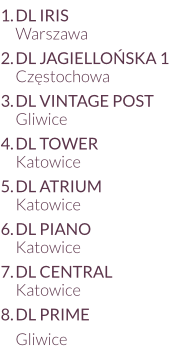 1. DL IRIS
Warszawa
2. DL JAGIELLOŃSKA 1
Częstochowa
3. DL VINTAGE POST
Gliwice
4. DL TOWER
Katowice
5. DL ATRIUM
Katowice
6. DL PIANO
Katowice
7. DL CENTRAL
Katowice
8. DL PRIME
Gliwice